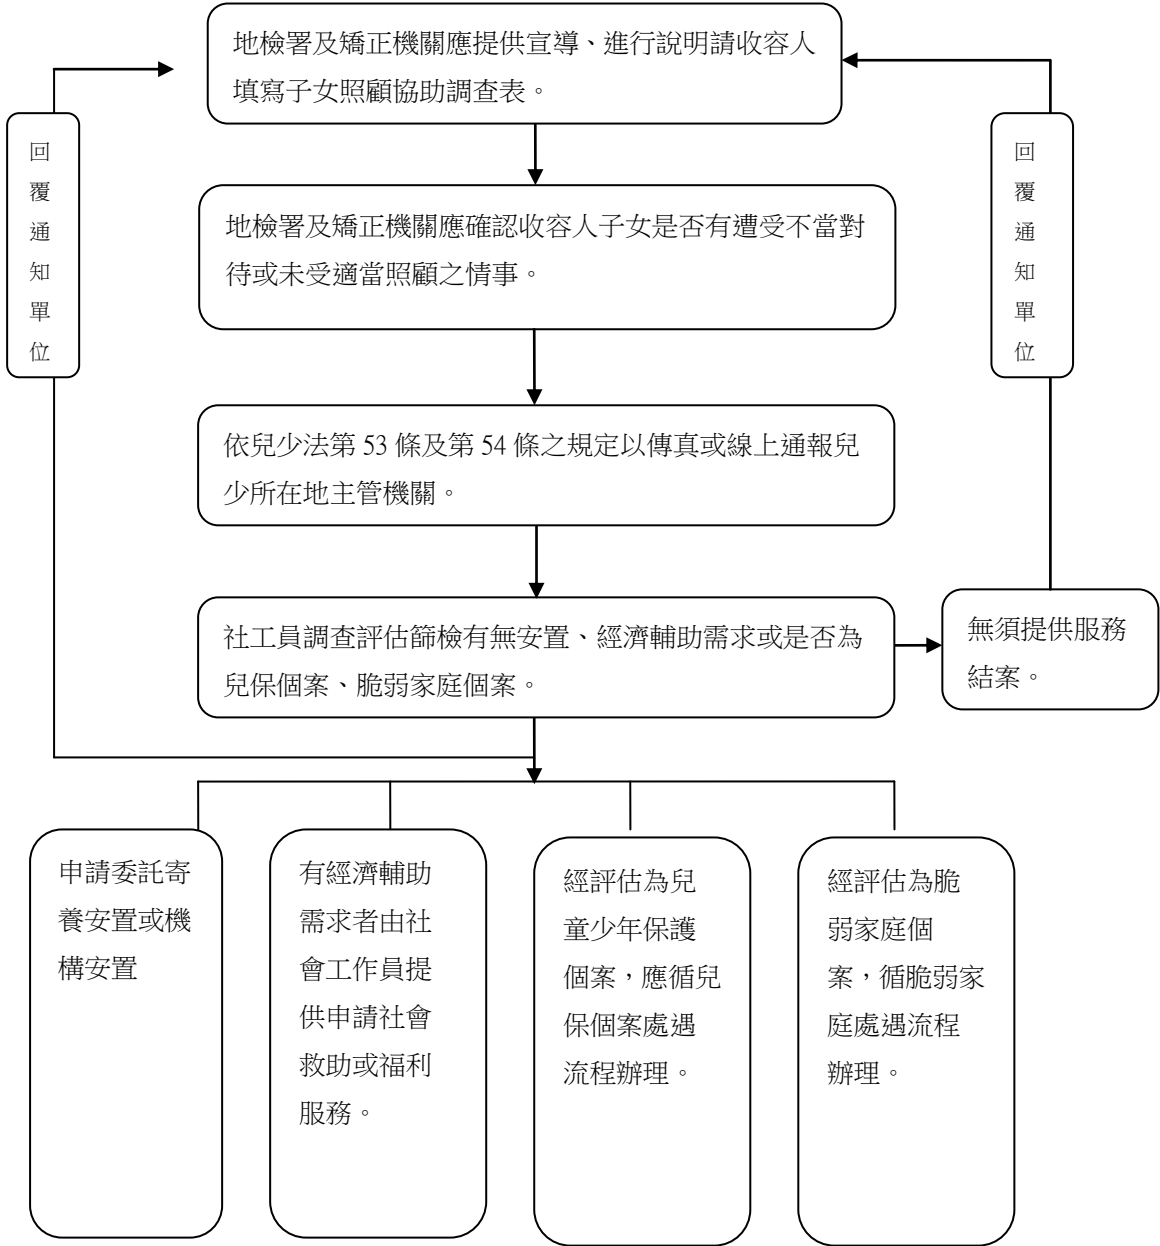 地檢署及矯正機關應提供宣導、進行說明請收容人
填寫子女照顧協助調查表。
回
覆
通
知
單
位
回
覆
通
知
單
位
地檢署及矯正機關應確認收容人子女是否有遭受不當對
待或未受適當照顧之情事。
依兒少法第 53 條及第 54 條之規定以傳真或線上通報兒
少所在地主管機關。
社工員調查評估篩檢有無安置、經濟輔助需求或是否為
兒保個案、脆弱家庭個案。
無須提供服務
結案。
申請委託寄
養安置或機
構安置
有經濟輔助
需求者由社
會工作員提
供申請社會
救助或福利
服務。
經評估為兒
童少年保護
個案，應循兒
保個案處遇
流程辦理。
經評估為脆
弱家庭個
案，循脆弱家
庭處遇流程
辦理。